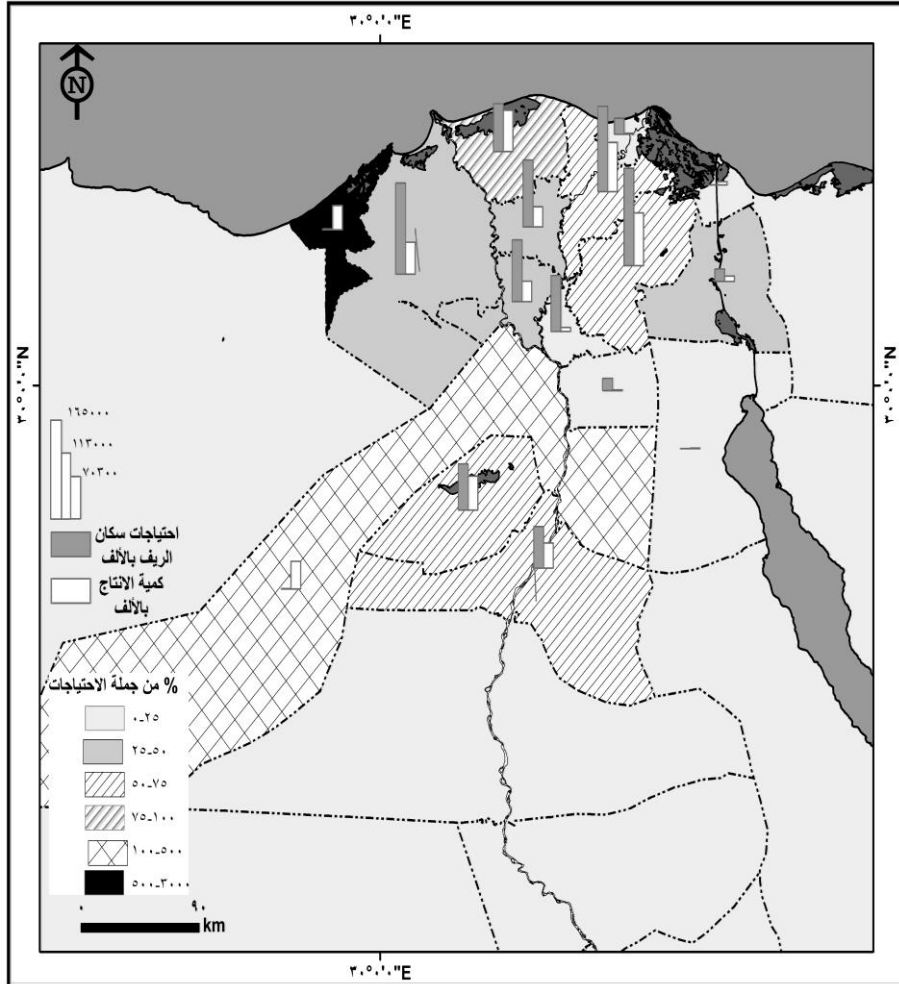 ٣٠°٠'٠"E
N
٣٠°٠'٠"N
٣٠°٠'٠"N
١٦٥٠٠٠
١١٣٠٠٠
٧٠٣٠٠
احتياجات سكان
الريف بالألف
كمية الانتاج
بالألف
% من جملة الاحتياجات
٠-٢٥
٢٥-٥٠
٥٠-٧٥
٧٥-١٠٠
١٠٠-٥٠٠
٥٠٠-٣٠٠٠
٠ ٩٠
km
٣٠°٠'٠"E